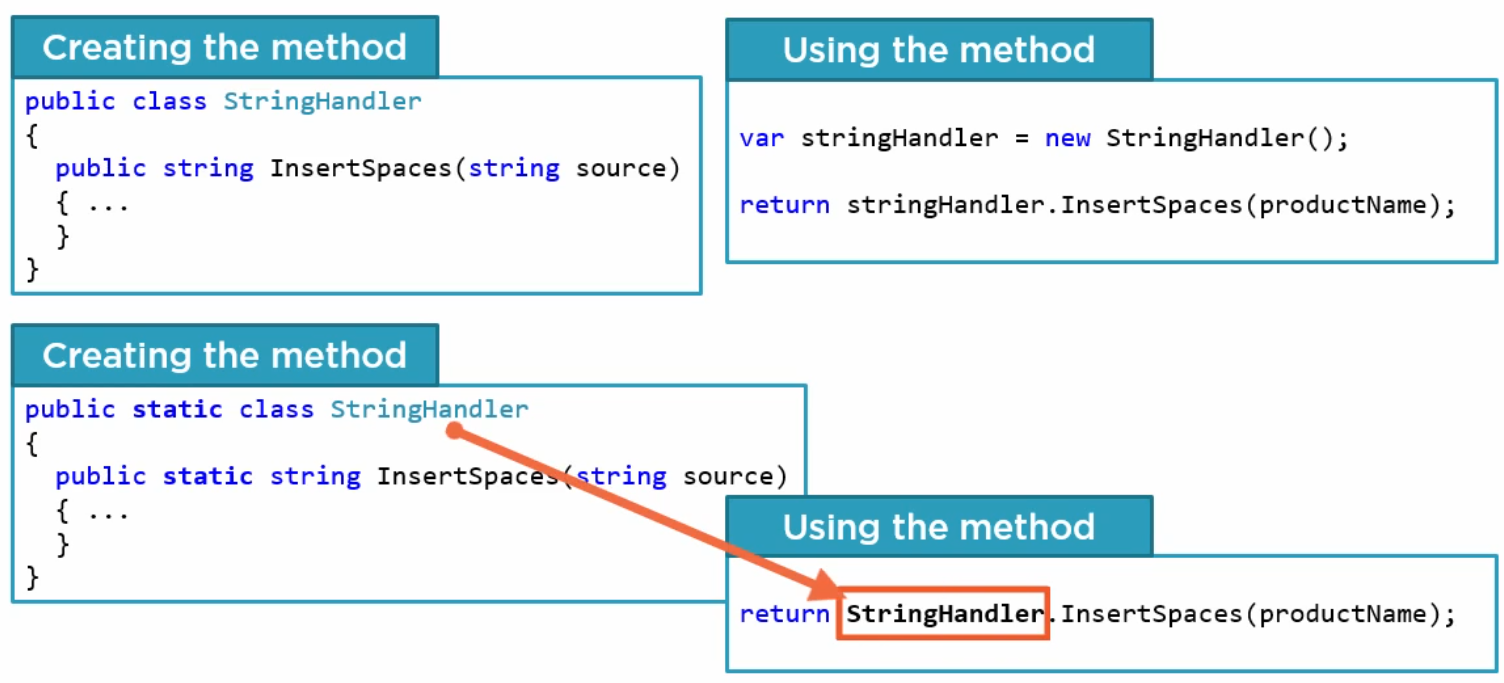 Creating the method
public class StringHandler
{
  public string InsertSpaces(string source)
  { ...
  }
}
Using the method
var stringHandler = new StringHandler();
return stringHandler.InsertSpaces(productName);
Creating the method
public static class StringHandler
{
  public static string InsertSpaces(string source)
  { ...
  }
}
Using the method
return StringHandler.InsertSpaces(productName);